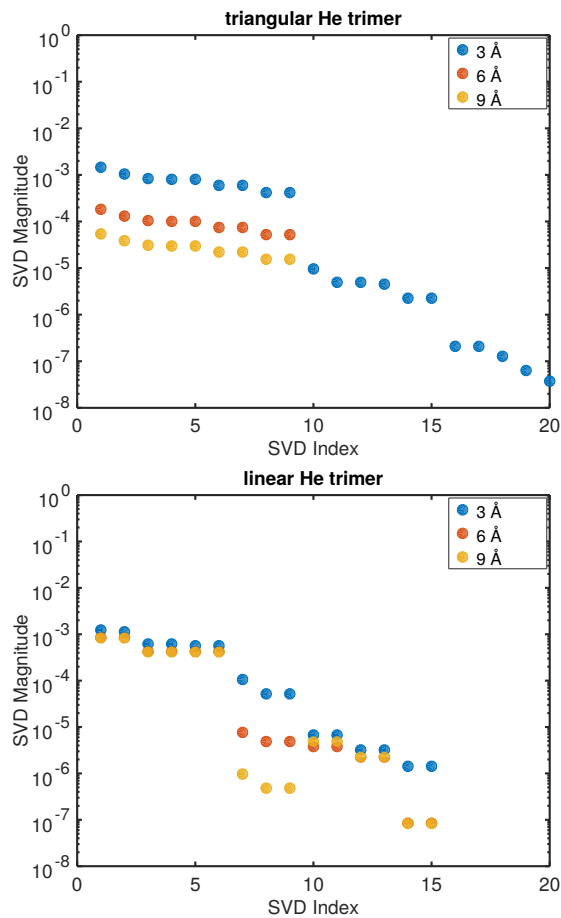 triangular He trimer
10^0
10^-1
10^-2
10^-3
10^-4
10^-5
10^-6
10^-7
10^-8
SVD Magnitude
3 Å
6 Å
9 Å
0 5 10 15 20
SVD Index
linear He trimer
10^0
10^-1
10^-2
10^-3
10^-4
10^-5
10^-6
10^-7
10^-8
SVD Magnitude
3 Å
6 Å
9 Å
0 5 10 15 20
SVD Index